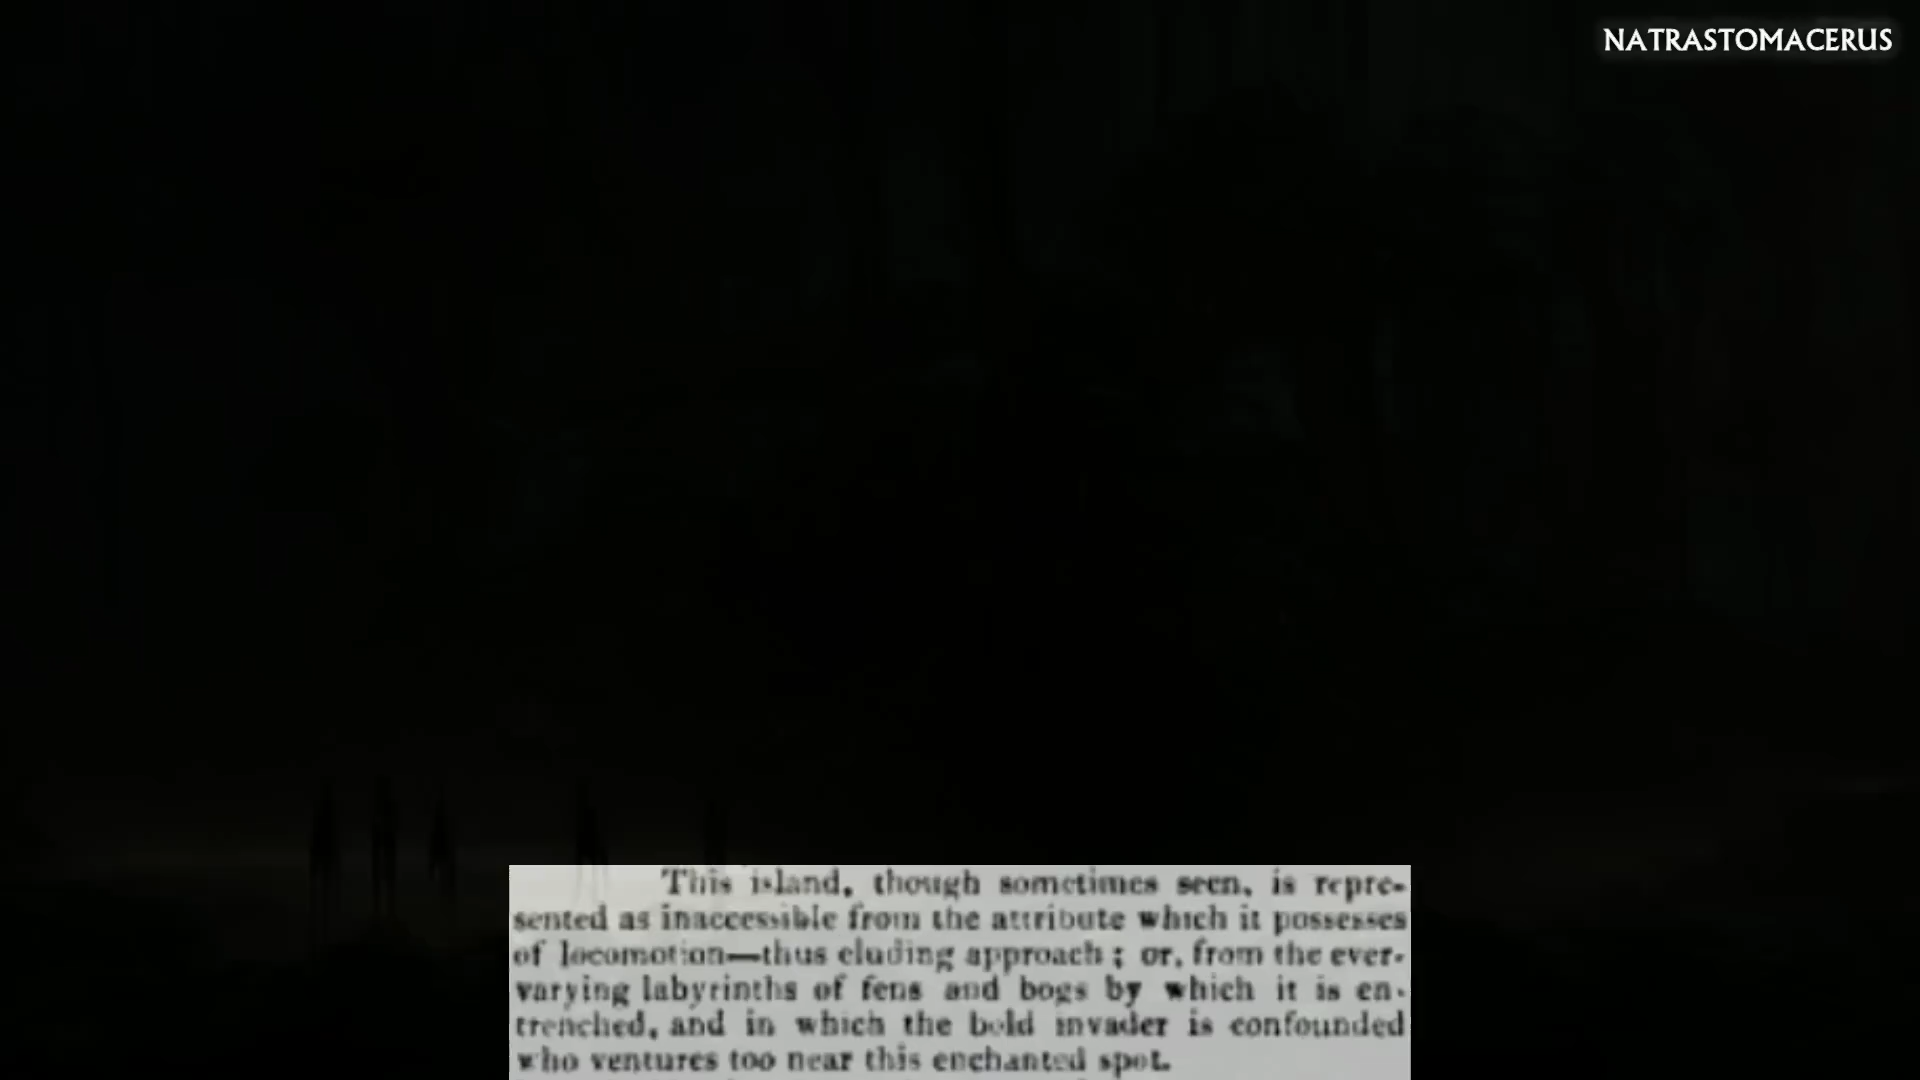 NATRASTOMACERUS
This island, though sometimes seen, is repre-
sented as inaccessible from the attribute which it possesses
of locomotion—thus eluding approach; or, from the ever-
varying labyrinths of fens and bogs by which it is en-
trenched, and in which the bold invader is confounded
who ventures too near this enchanted spot.